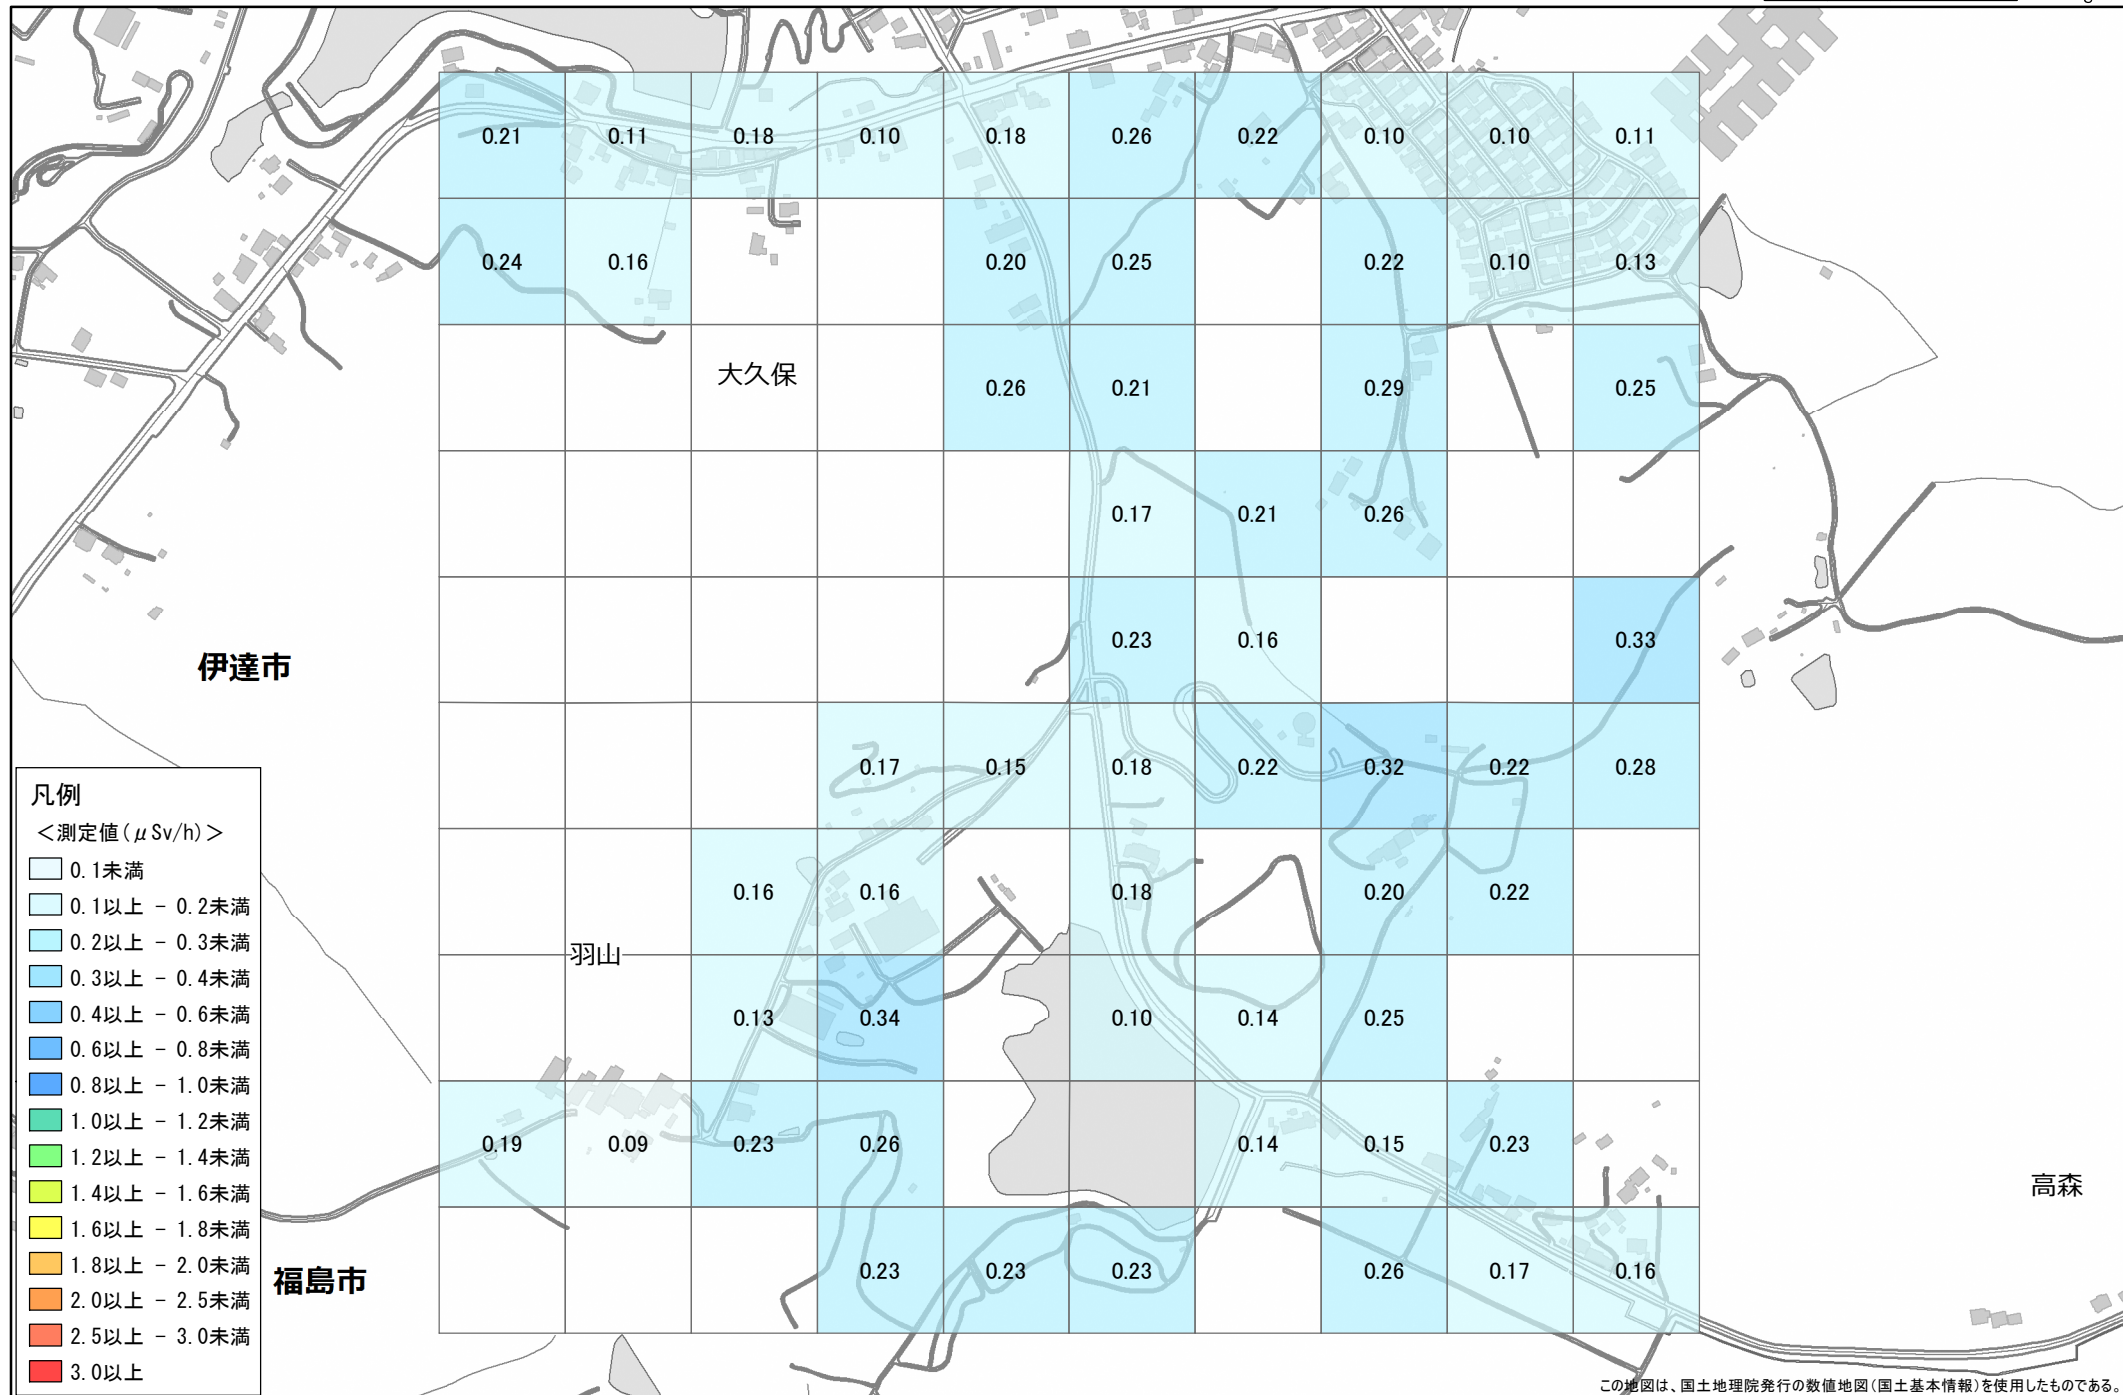 0.21 0.11 0.18 0.10 0.18 0.26 0.22 0.10 0.10 0.11
0.24 0.16 0.20 0.25 0.22 0.10 0.13
大久保
0.26 0.21 0.29 0.25
0.17 0.21 0.26
0.23 0.16 0.33
伊達市
0.17 0.15 0.18 0.22 0.32 0.22 0.28
0.16 0.16 0.18 0.20 0.22
羽山
0.13 0.34 0.10 0.14 0.25
0.19 0.09 0.23 0.26 0.14 0.15 0.23
高森
0.23 0.23 0.23 0.26 0.17 0.16
福島市
凡例
＜測定値(μSv/h)＞
0.1未満
0.1以上 － 0.2未満
0.2以上 － 0.3未満
0.3以上 － 0.4未満
0.4以上 － 0.6未満
0.6以上 － 0.8未満
0.8以上 － 1.0未満
1.0以上 － 1.2未満
1.2以上 － 1.4未満
1.4以上 － 1.6未満
1.6以上 － 1.8未満
1.8以上 － 2.0未満
2.0以上 － 2.5未満
2.5以上 － 3.0未満
3.0以上
この地図は、国土地理院発行の数値地図(国土基本情報)を使用したものである。